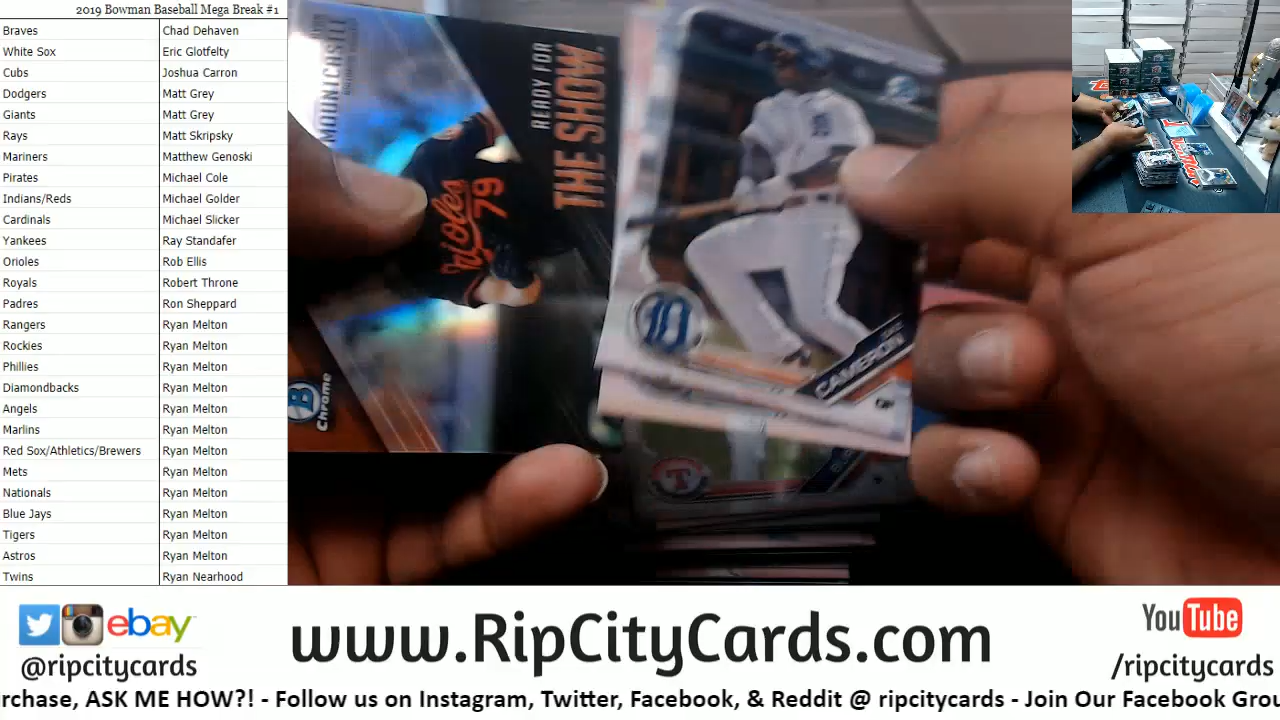 2019 Bowman Baseball Mega Break #1
Braves Chad Dehaven
White Sox Eric Glotfelty
Cubs Joshua Carron
Dodgers Matt Grey
Giants Matt Grey
Rays Matt Skripsky
Mariners Matthew Genoski
Pirates Michael Cole
Indians/Reds Michael Golder
Cardinals Michael Slicker
Yankees Ray Standafer
Orioles Rob Ellis
Royals Robert Throne
Padres Ron Sheppard
Rangers Ryan Melton
Rockies Ryan Melton
Phillies Ryan Melton
Diamondbacks Ryan Melton
Angels Ryan Melton
Marlins Ryan Melton
Red Sox/Athletics/Brewers Ryan Melton
Mets Ryan Melton
Nationals Ryan Melton
Blue Jays Ryan Melton
Tigers Ryan Melton
Astros Ryan Melton
Twins Ryan Nearhood
MOUNTCASTLE
READY FOR
THE SHOW
79
B
Chrome
CAMERON
T
ebay
@ripcitycards
www.RipCityCards.com
YouTube
/ripcitycards
rchase, ASK ME HOW?! - Follow us on Instagram, Twitter, Facebook, & Reddit @ ripcitycards - Join Our Facebook Grou